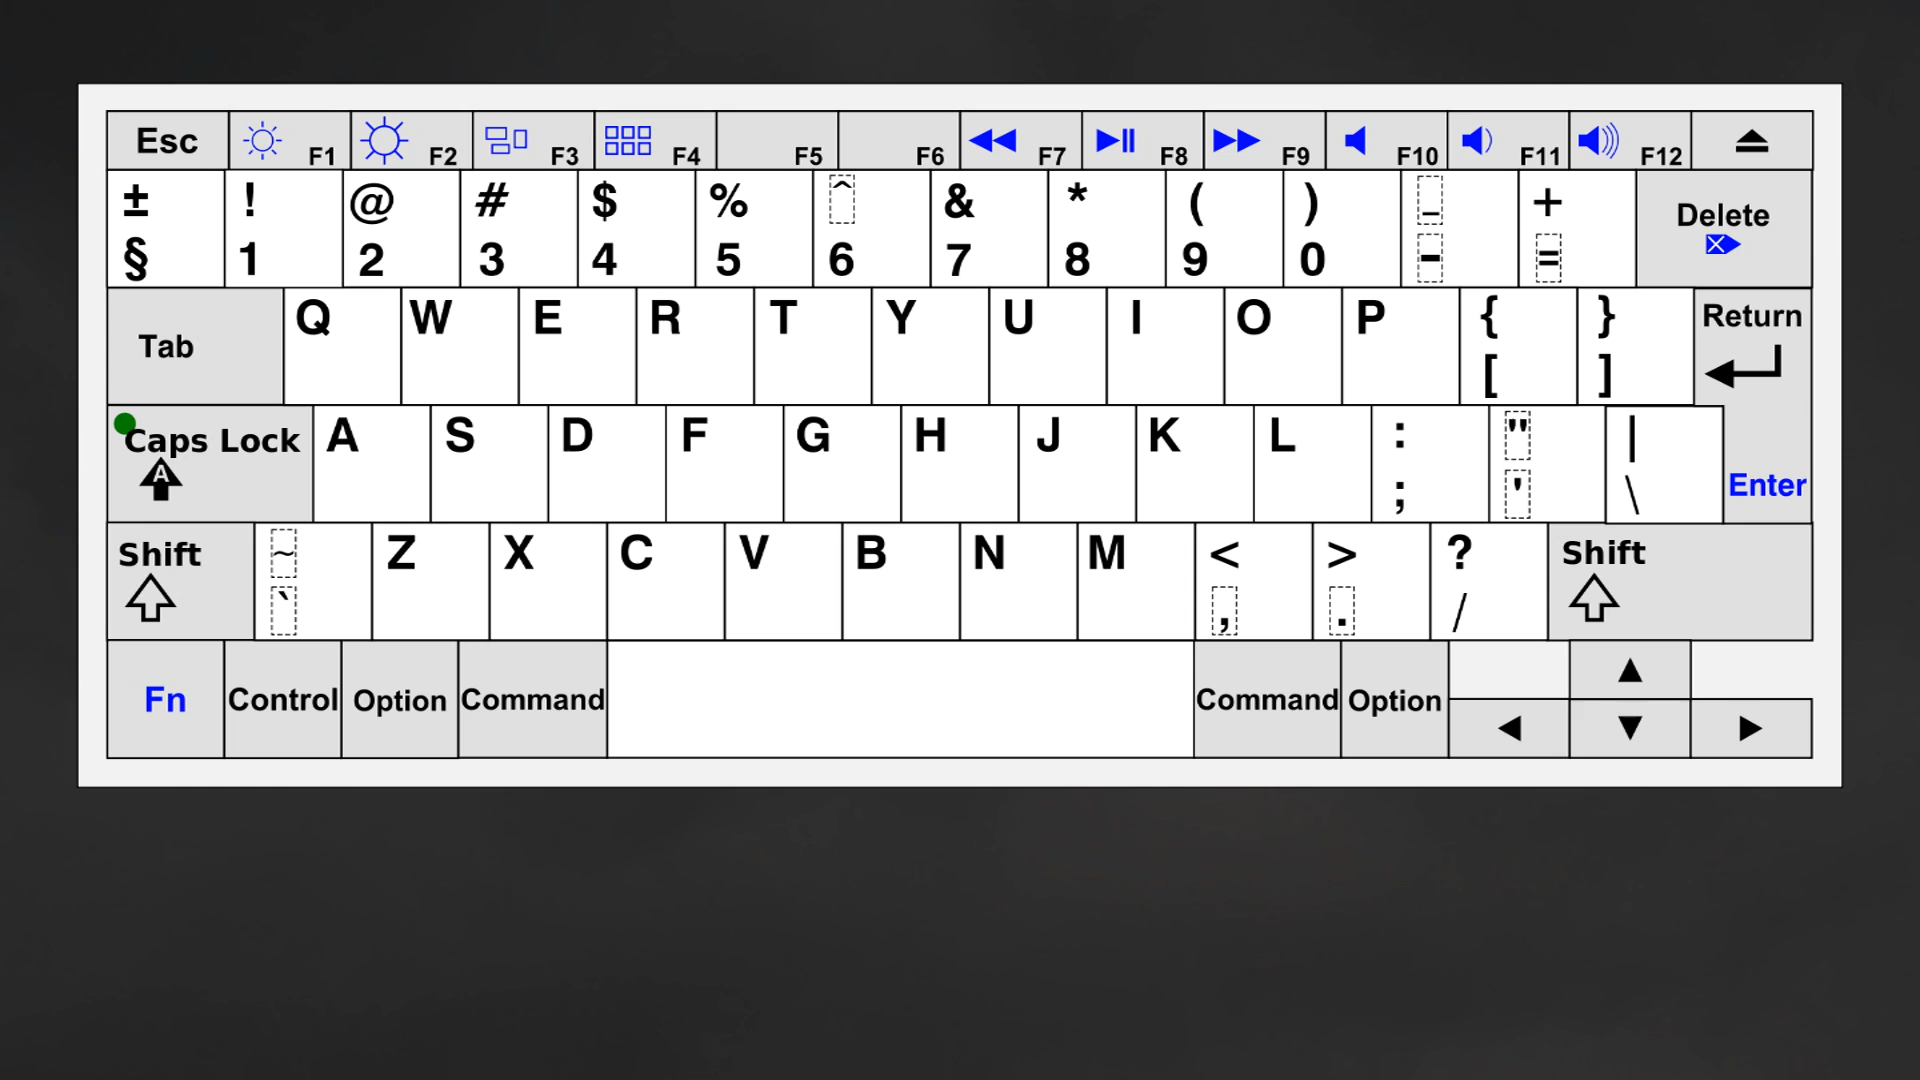 Esc F1 F2 F3 F4 F5 F6 F7 F8 F9 F10 F11 F12
± ! @ # $ % ^ & * ( ) _ +
§ 1 2 3 4 5 6 7 8 9 0 - =
Delete
Tab Q W E R T Y U I O P { }
[ ]
Return
Caps Lock A S D F G H J K L : " |
A ; ' \
Enter
Shift ~ Z X C V B N M < > ? Shift
` , . /
Fn Control Option Command Command Option